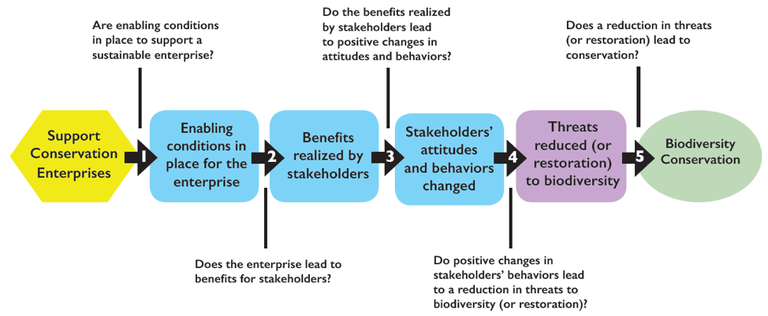 Are enabling conditions
in place to support a
sustainable enterprise?
Do the benefits realized
by stakeholders lead
to positive changes in
attitudes and behaviors?
Does a reduction in threats
(or restoration) lead to
conservation?
Support
Conservation
Enterprises
1
Enabling
conditions in
place for the
enterprise
2
Benefits
realized by
stakeholders
3
Stakeholders'
attitudes
and behaviors
changed
4
Threats
reduced (or
restoration)
to biodiversity
5
Biodiversity
Conservation
Does the enterprise lead to
benefits for stakeholders?
Do positive changes in
stakeholders' behaviors lead
to a reduction in threats to
biodiversity (or restoration)?